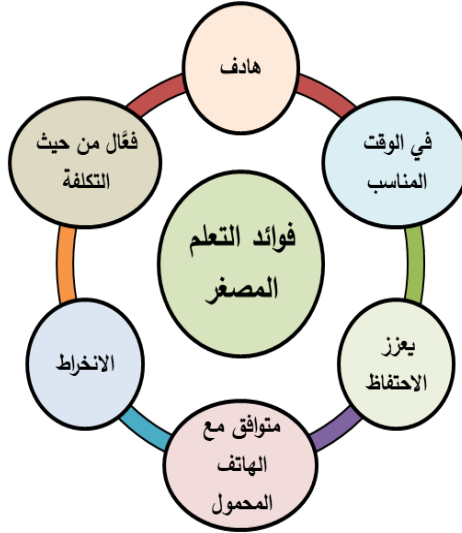 هادف
في الوقت
المناسب
يعزز
الاحتفاظ
متوافق مع
الهاتف
المحمول
الانخراط
فعَّال من حيث
التكلفة
فوائد التعلم
المصغر